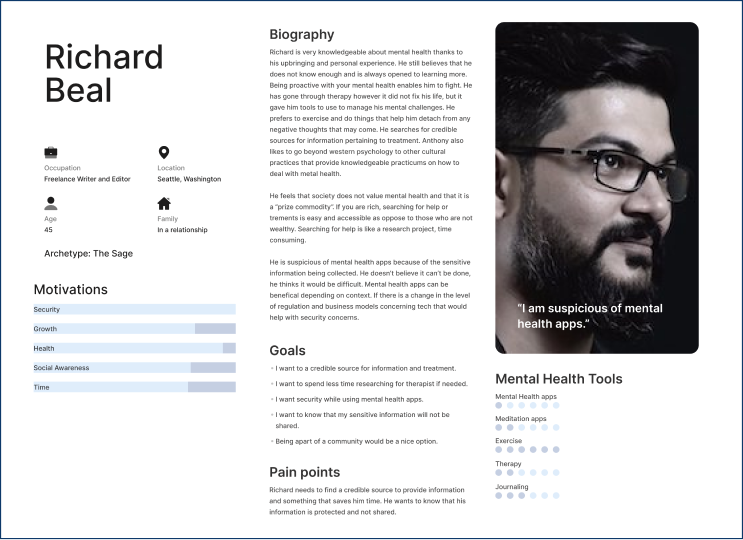 Richard
Beal
Occupation
Freelance Writer and Editor
Location
Seattle, Washington
Age
45
Family
In a relationship
Archetype: The Sage
Motivations
Security
Growth
Health
Social Awareness
Time
Biography
Richard is very knowledgeable about mental health thanks to
his upbringing and personal experience. He still believes that he
does not know enough and is always opened to learning more.
Being proactive with your mental health enables him to fight. He
has gone through therapy however it did not fix his life, but it
gave him tools to use to manage his mental challenges. He
prefers to exercise and do things that help him detach from any
negative thoughts that may come. He searches for credible
sources for information pertaining to treatment. Anthony also
likes to go beyond western psychology to other cultural
practices that provide knowledgeable practicums on how to
deal with metal health.
He feels that society does not value mental health and that it is
a “prize commodity”. If you are rich, searching for help or
trements is easy and accessible as oppose to those who are not
wealthy. Searching for help is like a research project, time
consuming.
He is suspicious of mental health apps because of the sensitive
information being collected. He doesn’t believe it can’t be done,
he thinks it would be difficult. Mental health apps can be
benefical depending on context. If there is a change in the level
of regulation and business models concerning tech that would
help with security concerns.
Goals
• I want to a credible source for information and treatment.
• I want to spend less time researching for therapist if needed.
• I want security while using mental health apps.
• I want to know that my sensitive information will not be
shared.
• Being apart of a community would be a nice option.
Pain points
Richard needs to find a credible source to provide information
and something that saves him time. He wants to know that his
information is protected and not shared.
“I am suspicious of mental
health apps.”
Mental Health Tools
Mental Health apps
Meditation apps
Exercise
Therapy
Journaling